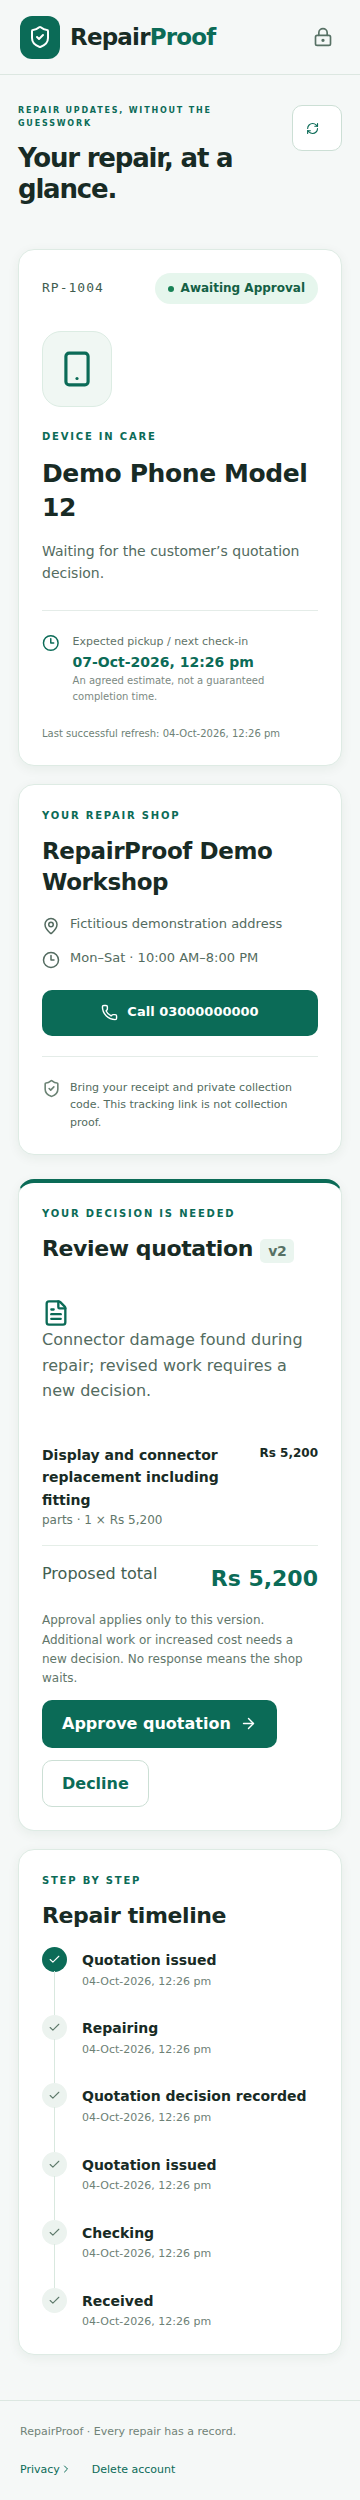 RepairProof
REPAIR UPDATES, WITHOUT THE
GUESSWORK
Your repair, at a
glance.
RP-1004
Awaiting Approval
DEVICE IN CARE
Demo Phone Model
12
Waiting for the customer’s quotation
decision.
Expected pickup / next check-in
07-Oct-2026, 12:26 pm
An agreed estimate, not a guaranteed
completion time.
Last successful refresh: 04-Oct-2026, 12:26 pm
YOUR REPAIR SHOP
RepairProof Demo
Workshop
Fictitious demonstration address
Mon–Sat · 10:00 AM–8:00 PM
Call 03000000000
Bring your receipt and private collection
code. This tracking link is not collection
proof.
YOUR DECISION IS NEEDED
Review quotation v2
Connector damage found during
repair; revised work requires a
new decision.
Display and connector
replacement including
fitting
Rs 5,200
parts · 1 × Rs 5,200
Proposed total
Rs 5,200
Approval applies only to this version.
Additional work or increased cost needs a
new decision. No response means the shop
waits.
Approve quotation
Decline
STEP BY STEP
Repair timeline
Quotation issued
04-Oct-2026, 12:26 pm
Repairing
04-Oct-2026, 12:26 pm
Quotation decision recorded
04-Oct-2026, 12:26 pm
Quotation issued
04-Oct-2026, 12:26 pm
Checking
04-Oct-2026, 12:26 pm
Received
04-Oct-2026, 12:26 pm
RepairProof · Every repair has a record.
Privacy
Delete account